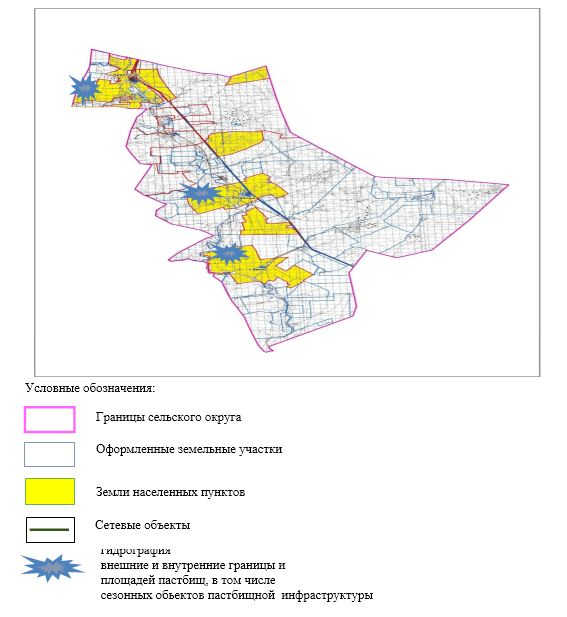 Условные обозначения:
Границы сельского округа
Оформленные земельные участки
Земли населенных пунктов
Сетевые объекты
гидрография
внешние и внутренние границы и
площадей пастбищ, в том числе
сезонных обьектов пастбищной инфраструктуры